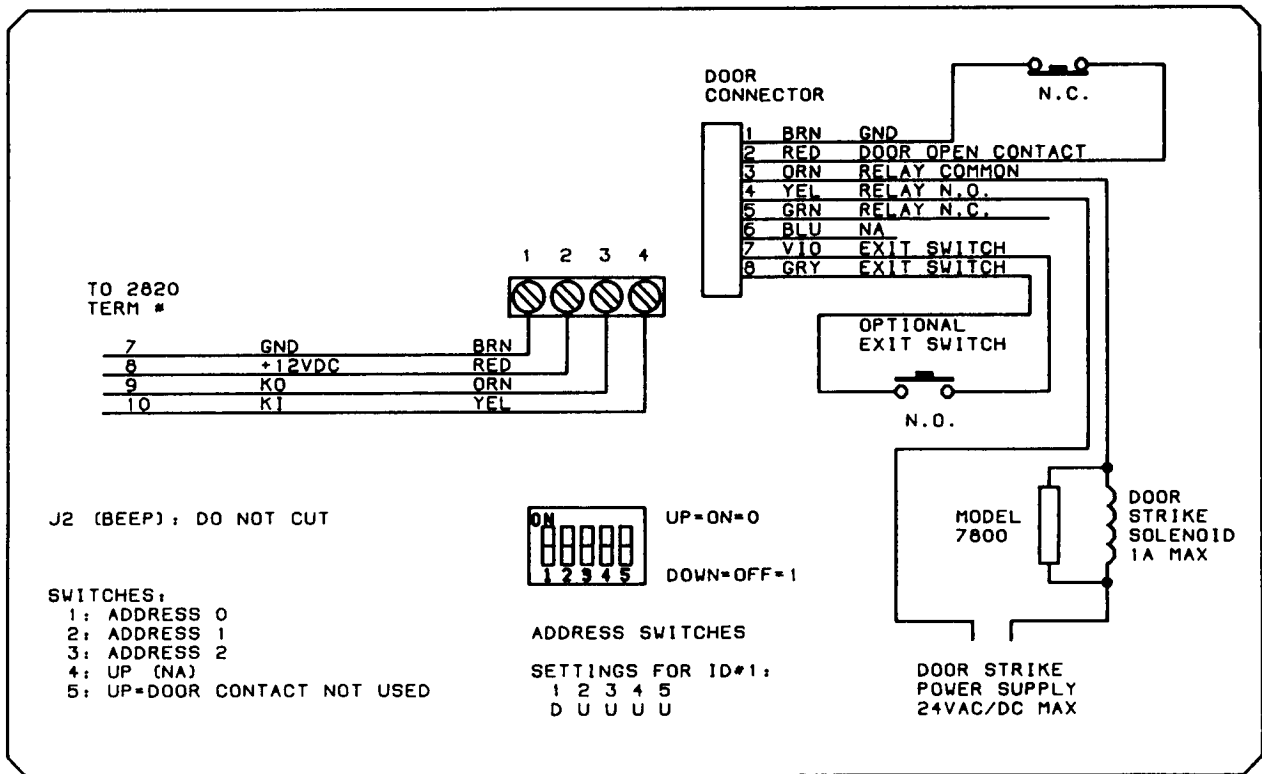 DOOR
CONNECTOR
N.C.
1 BRN GND
2 RED DOOR OPEN CONTACT
3 ORN RELAY COMMON
4 YEL RELAY N.O.
5 GRN RELAY N.C.
6 BLU NA
7 VIO EXIT SWITCH
8 GRY EXIT SWITCH
1 2 3 4
TO 2820
TERM #
7 GND BRN
8 +12VDC RED
9 KO ORN
10 KI YEL
OPTIONAL
EXIT SWITCH
N.O.
J2 (BEEP): DO NOT CUT
ON
1 2 3 4 5
UP=ON=0
DOWN=OFF=1
MODEL
7800
DOOR
STRIKE
SOLENOID
1A MAX
SWITCHES:
1: ADDRESS 0
2: ADDRESS 1
3: ADDRESS 2
4: UP (NA)
5: UP=DOOR CONTACT NOT USED
ADDRESS SWITCHES
SETTINGS FOR ID#1:
1 2 3 4 5
D U U U U
DOOR STRIKE
POWER SUPPLY
24VAC/DC MAX